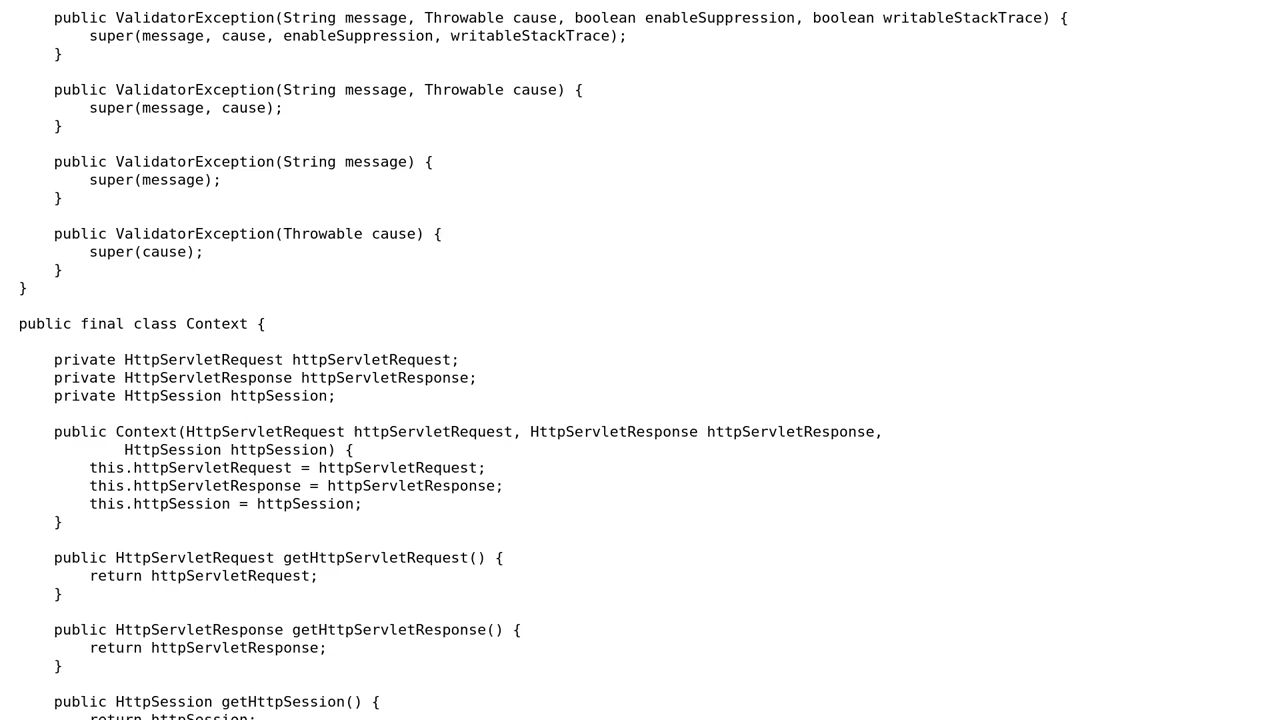 public ValidatorException(String message, Throwable cause, boolean enableSuppression, boolean writableStackTrace) {
        super(message, cause, enableSuppression, writableStackTrace);
    }

    public ValidatorException(String message, Throwable cause) {
        super(message, cause);
    }

    public ValidatorException(String message) {
        super(message);
    }

    public ValidatorException(Throwable cause) {
        super(cause);
    }
}

public final class Context {

    private HttpServletRequest httpServletRequest;
    private HttpServletResponse httpServletResponse;
    private HttpSession httpSession;

    public Context(HttpServletRequest httpServletRequest, HttpServletResponse httpServletResponse,
            HttpSession httpSession) {
        this.httpServletRequest = httpServletRequest;
        this.httpServletResponse = httpServletResponse;
        this.httpSession = httpSession;
    }

    public HttpServletRequest getHttpServletRequest() {
        return httpServletRequest;
    }

    public HttpServletResponse getHttpServletResponse() {
        return httpServletResponse;
    }

    public HttpSession getHttpSession() {
        return httpSession;